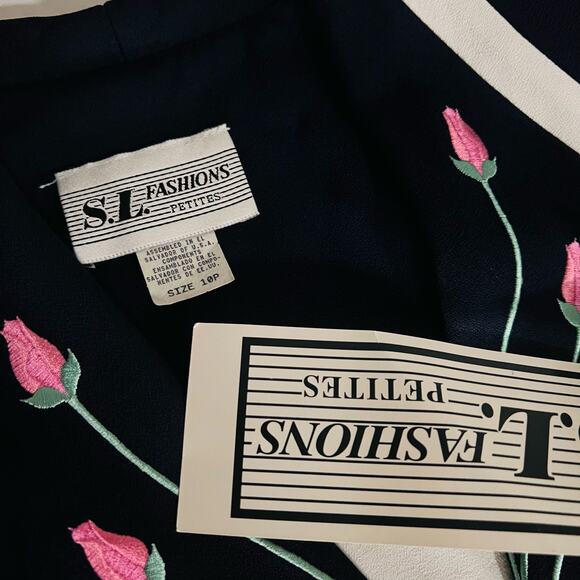 S.L. FASHIONS
PETITES
ASSEMBLED IN EL
SALVADOR OF U.S.A.
COMPONENTS
ENSAMBLADO EN EL
SALVADOR CON COMPO-
NENTES DE EE.UU.
SIZE 10P
S.L. FASHIONS
PETITES